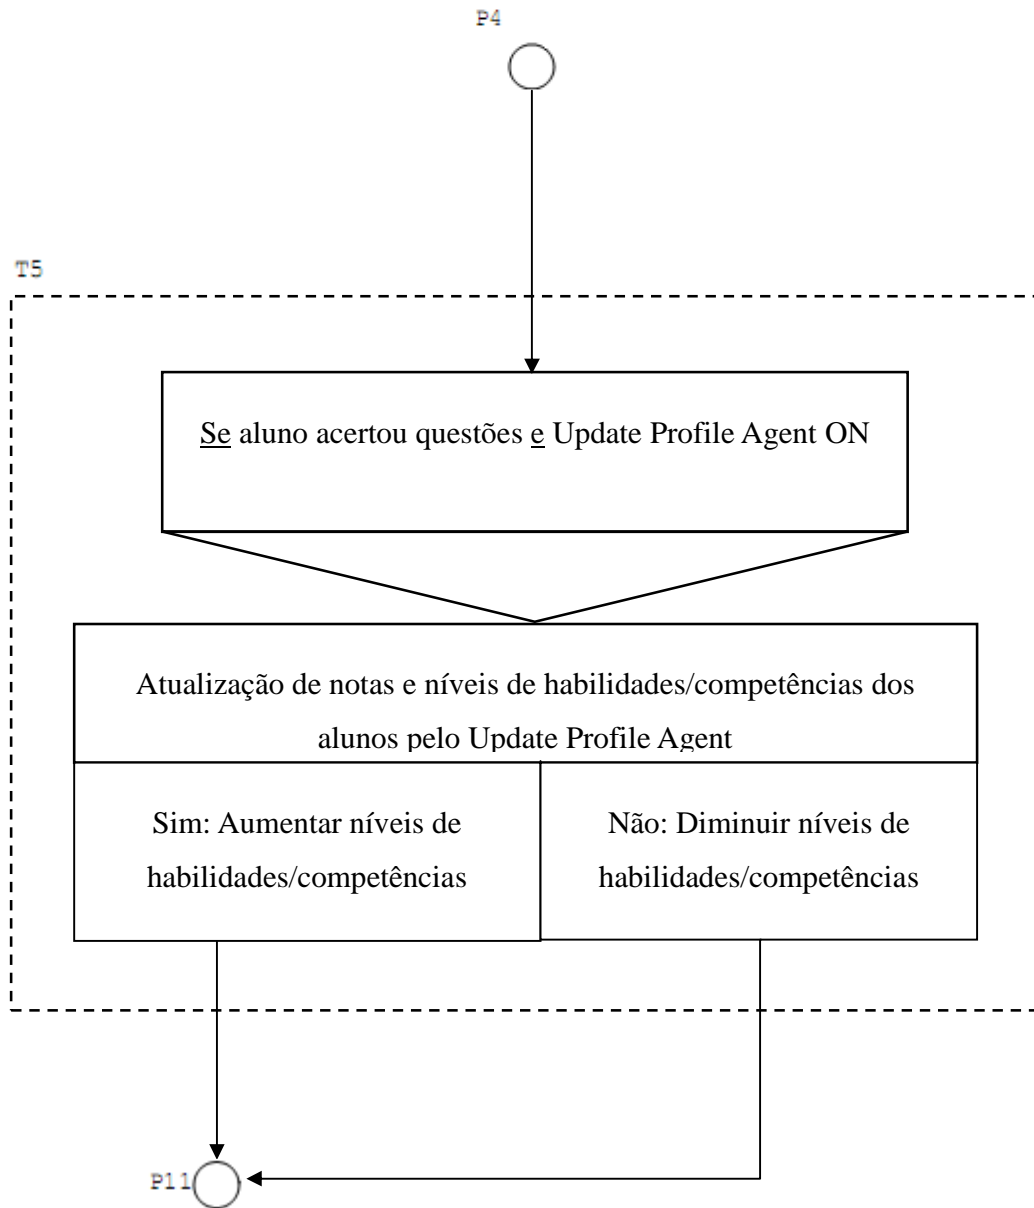 P4
T5
Se aluno acertou questões e Update Profile Agent ON
Atualização de notas e níveis de habilidades/competências dos
alunos pelo Update Profile Agent
Sim: Aumentar níveis de
habilidades/competências
Não: Diminuir níveis de
habilidades/competências
P11